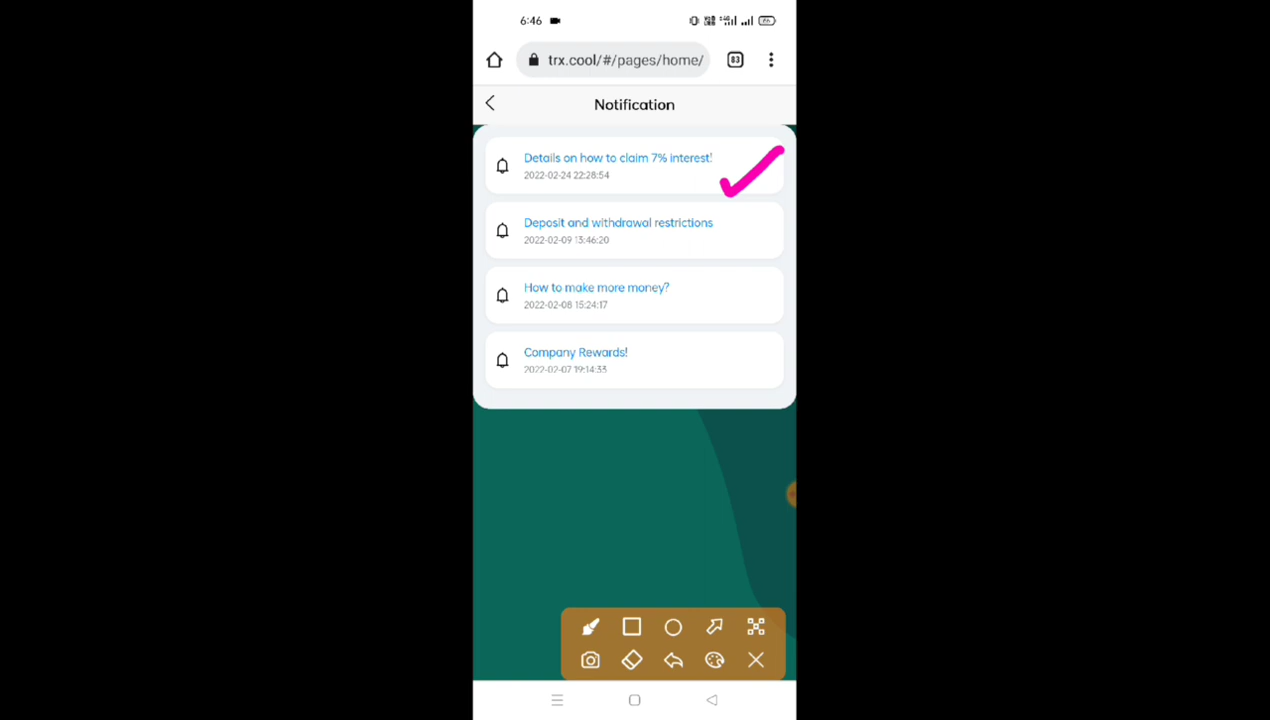 6:46
trx.cool/#/pages/home/
83
Notification
Details on how to claim 7% interest!
2022-02-24 22:28:54
Deposit and withdrawal restrictions
2022-02-09 13:46:20
How to make more money?
2022-02-08 15:24:17
Company Rewards!
2022-02-07 19:14:33